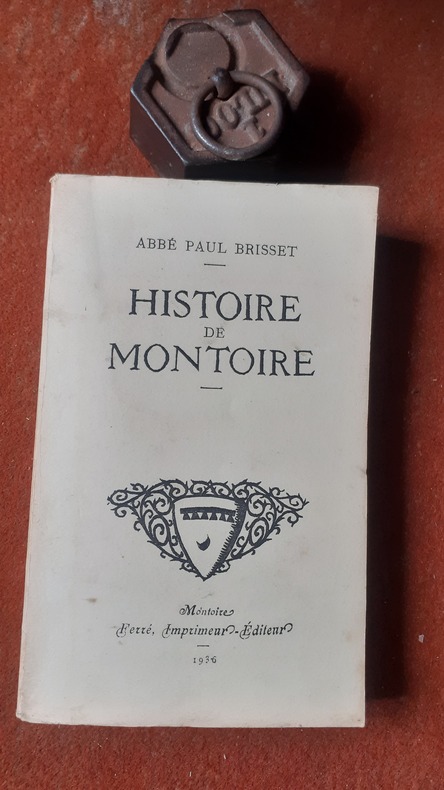 ABBÉ PAUL BRISSET
HISTOIRE
DE
MONTOIRE
Montoire
Ferré, Imprimeur-Éditeur
1936